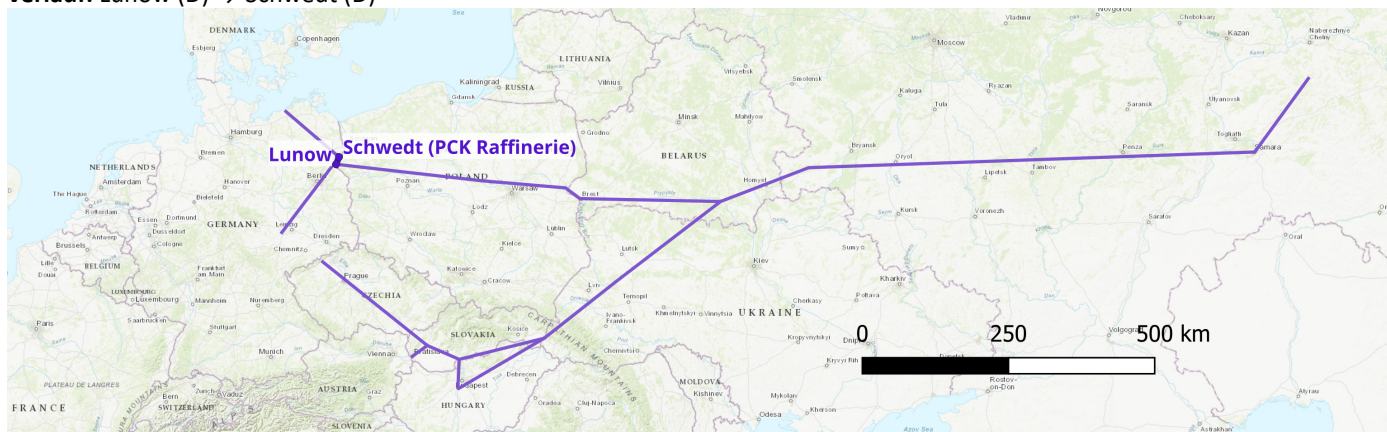 Verlauf: Lunow (D) → Schwedt (D)
Sea
Novgorod
Cheboksary
Vladimir
Kazan
Naberezhnye
Chelny
DENMARK
Copenhagen
Esbjerg
Moscow
LITHUANIA
Vilnius
Vitsyebsk
Smolensk
Kaliningrad
RUSSIA
Gdansk
Kaluga
Ryazan
Tula
Saransk
Ulyanovsk
Hamburg
Minsk
Mahilyow
Togliatti
Grodno
Bremen
Lunow
Schwedt (PCK Raffinerie)
BELARUS
Bryansk
Oryol
Penza
Samara
NETHERLANDS
Amsterdam
The Hague
Hanover
Berlin
Poznan
POLAND
Warsaw
Brest
Homyel
Lipetsk
Tambov
Rotterdam
Bielefeld
Lodz
Kursk
Voronezh
Saratov
Essen
Dortmund
Dusseldorf
Cologne
GERMANY
Leipzig
Dresden
Chemnitz
Wroclaw
Lublin
Kielce
Lutsk
Sumy
Oral
Antwerp
Brussels
Lille
Douai
BELGIUM
Frankfurt
am Main
Prague
Katowice
Cracow
Kiev
Kharkiv
LUXEMBOURG
Luxembourg
Mannheim
Nuremberg
CZECHIA
Lviv
Ternopil
Khmelnytskyi
Vinnytsia
UKRAINE
Cherkasy
Poltava
Paris
Saarbrucken
Stuttgart
SLOVAKIA
Kosice
Ivano-
Frankivsk
CARPATHIAN MOUNTAINS
Kropyvnytskyi
0
250
500 km
Munich
Vienna
Bratislava
Chernivtsi
Kryvyi Rih
PLATEAU DE LANGRES
Zurich
Vaduz
Bern
SWITZERLAND
AUSTRIA
Graz
Debrecen
HUNGARY
Oradea
Cluj-Napoca
MOLDOVA
Kishinev
Mykolaiv
Kherson
Odesa
Rostov-
on-Don
Atyrau
FRANCE
SLOVENIA
Azov Sea
Astrakhan